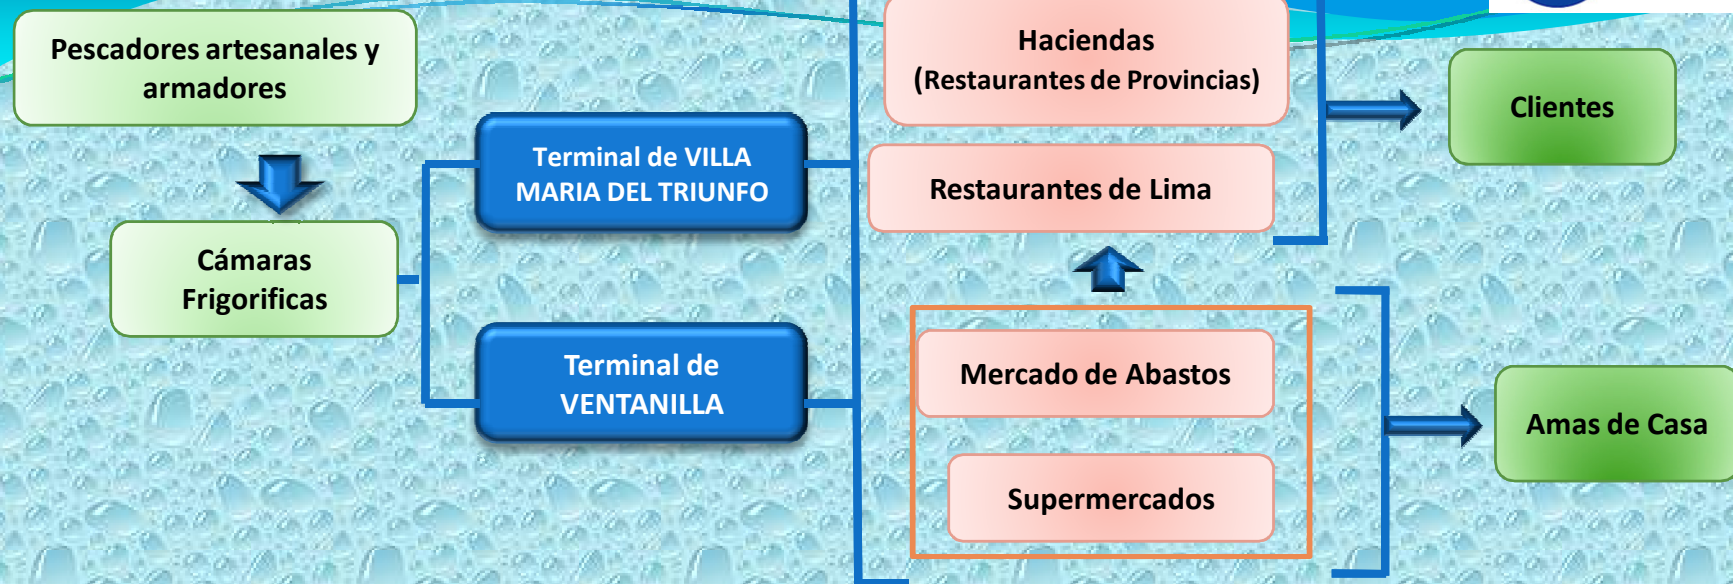 Pescadores artesanales y
armadores
Cámaras
Frigorificas
Terminal de VILLA
MARIA DEL TRIUNFO
Terminal de
VENTANILLA
Haciendas
(Restaurantes de Provincias)
Restaurantes de Lima
Mercado de Abastos
Supermercados
Clientes
Amas de Casa